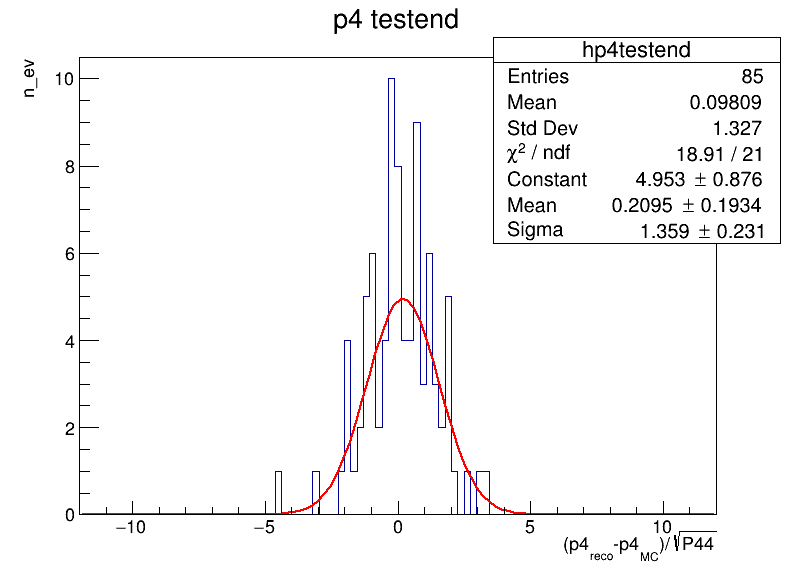 p4 testend
hp4testend
Entries 85
Mean 0.09809
Std Dev 1.327
χ² / ndf 18.91 / 21
Constant 4.953 ± 0.876
Mean 0.2095 ± 0.1934
Sigma 1.359 ± 0.231
n_ev
10
8
6
4
2
0
−10 −5 0 5 10
(p4reco-p4MC)/√P44